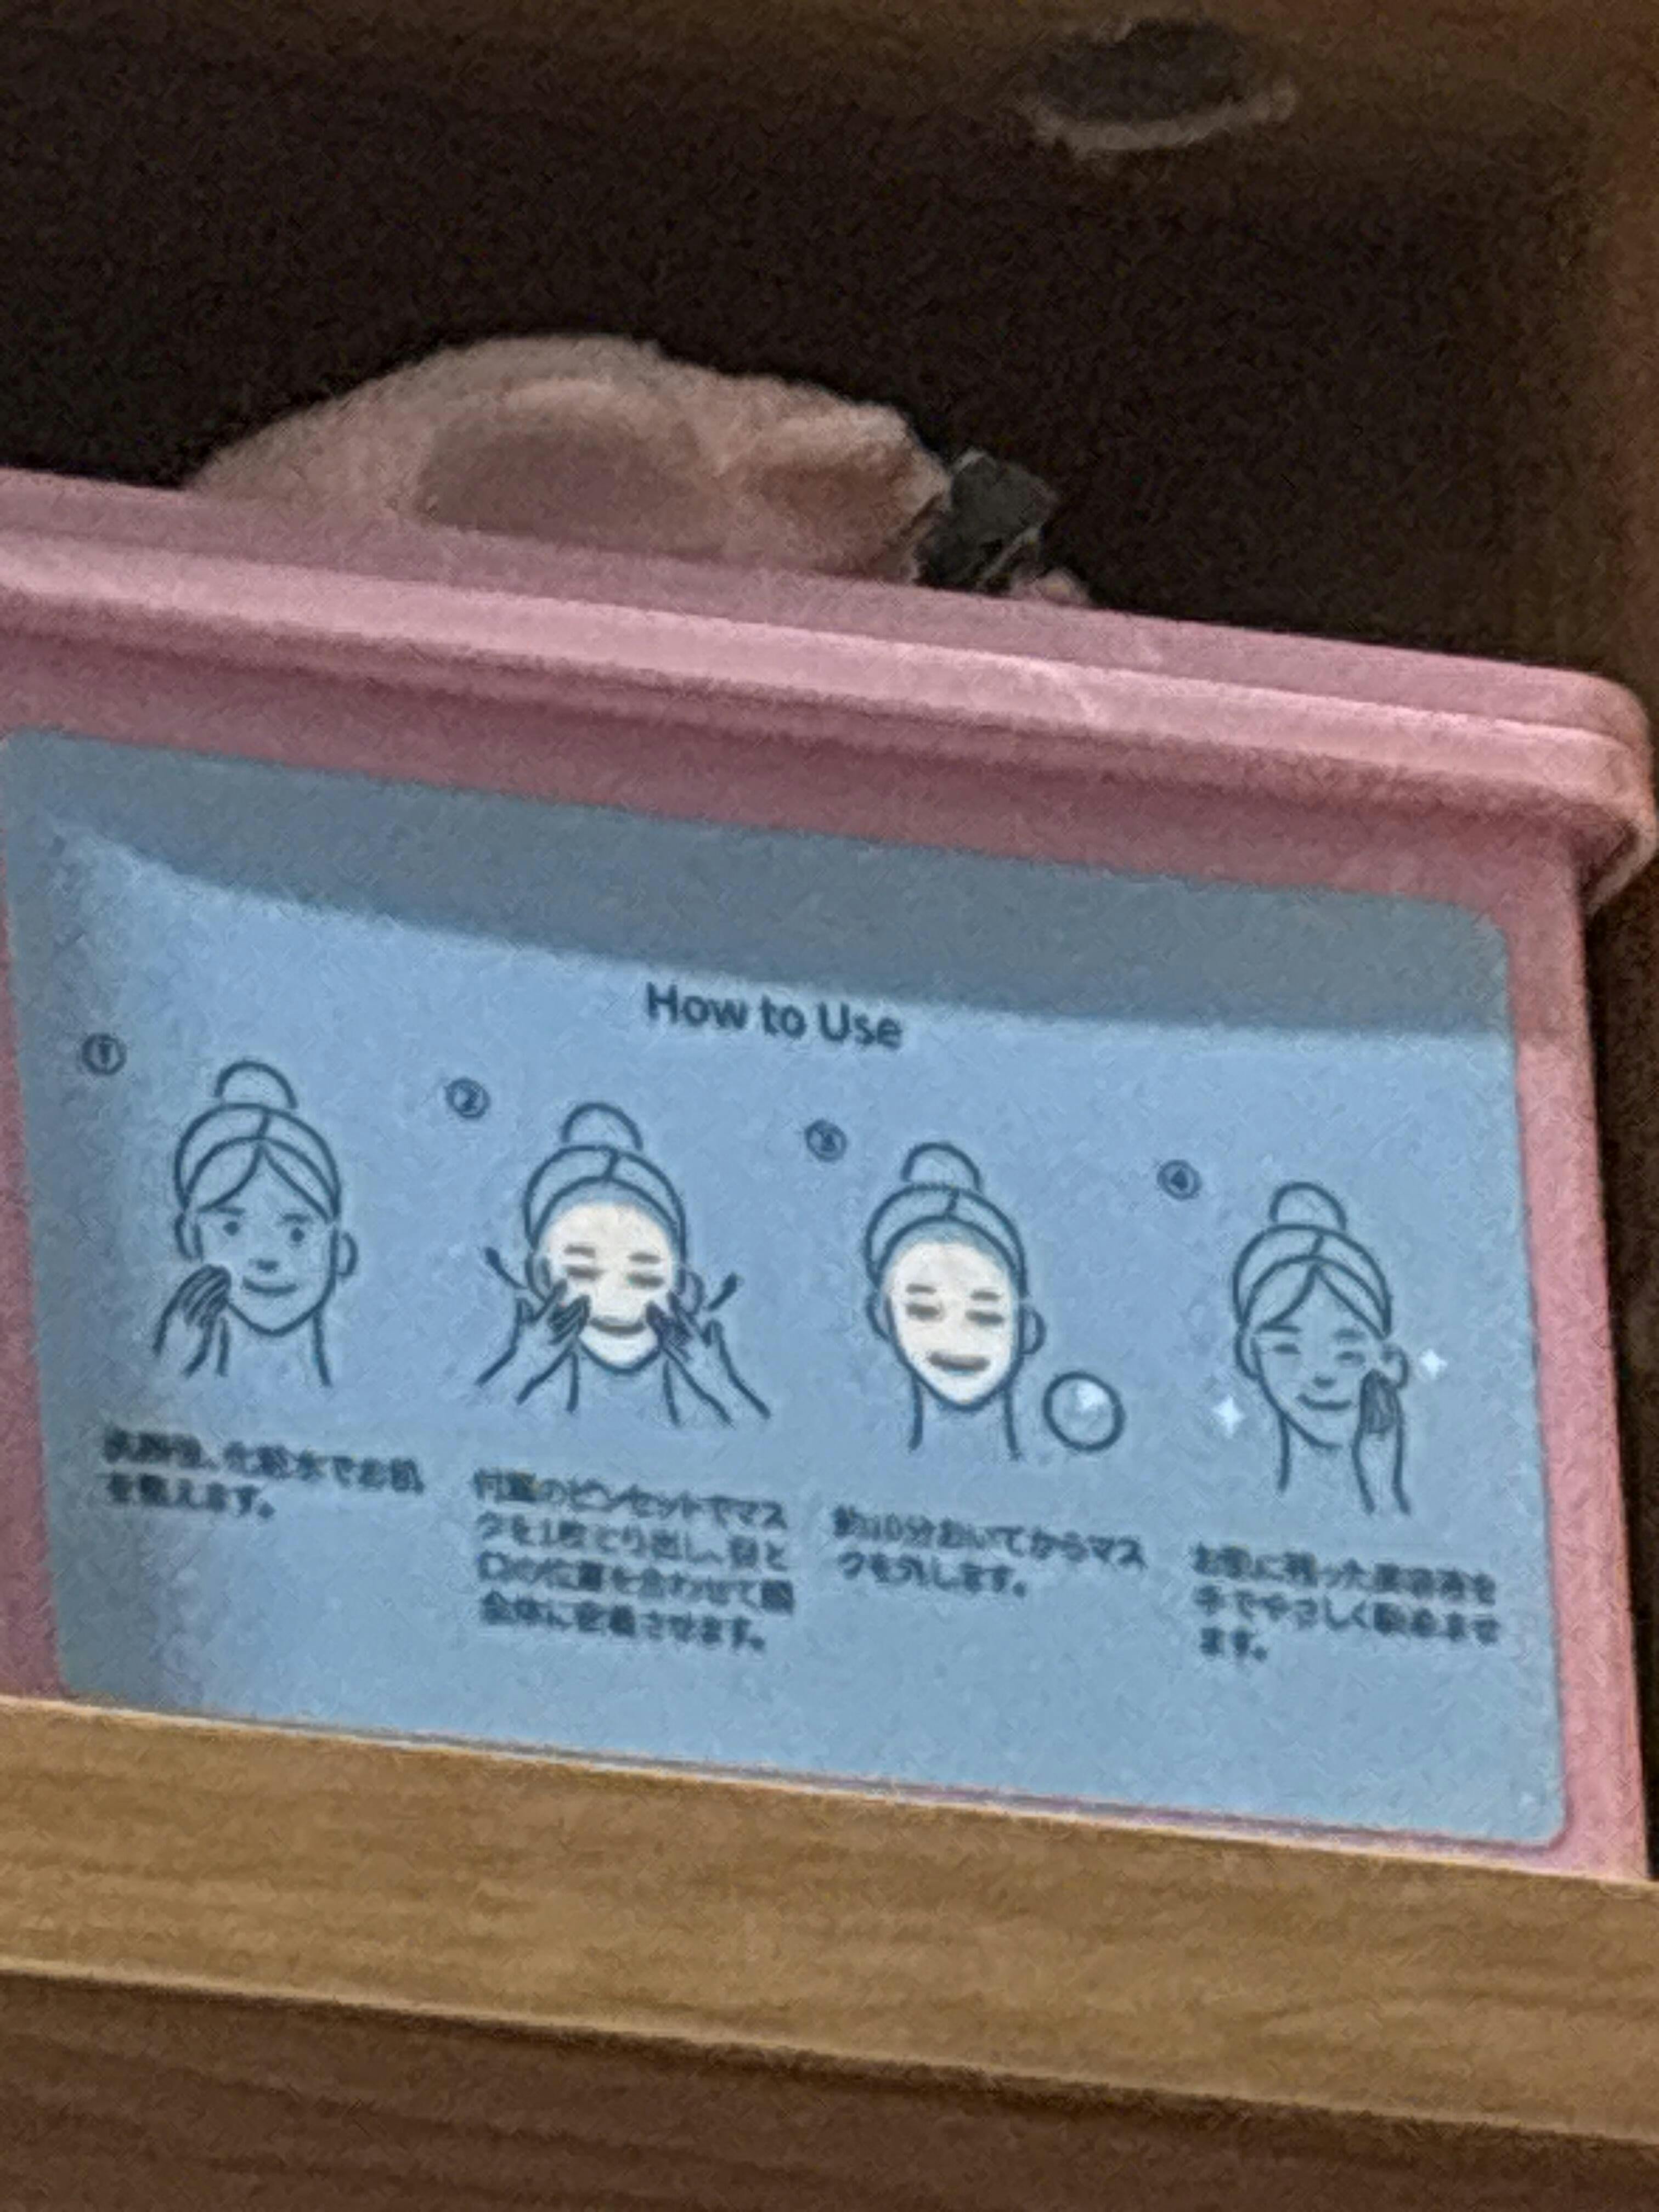 How to Use
①
洗顔後、化粧水でお肌
を整えます。
②
付属のピンセットでマス
クを1枚とり出し、目と
口の位置を合わせて顔
全体に密着させます。
③
約10分おいてからマス
クを外します。
④
お肌に残った美容液を
手でやさしく馴染ませ
ます。